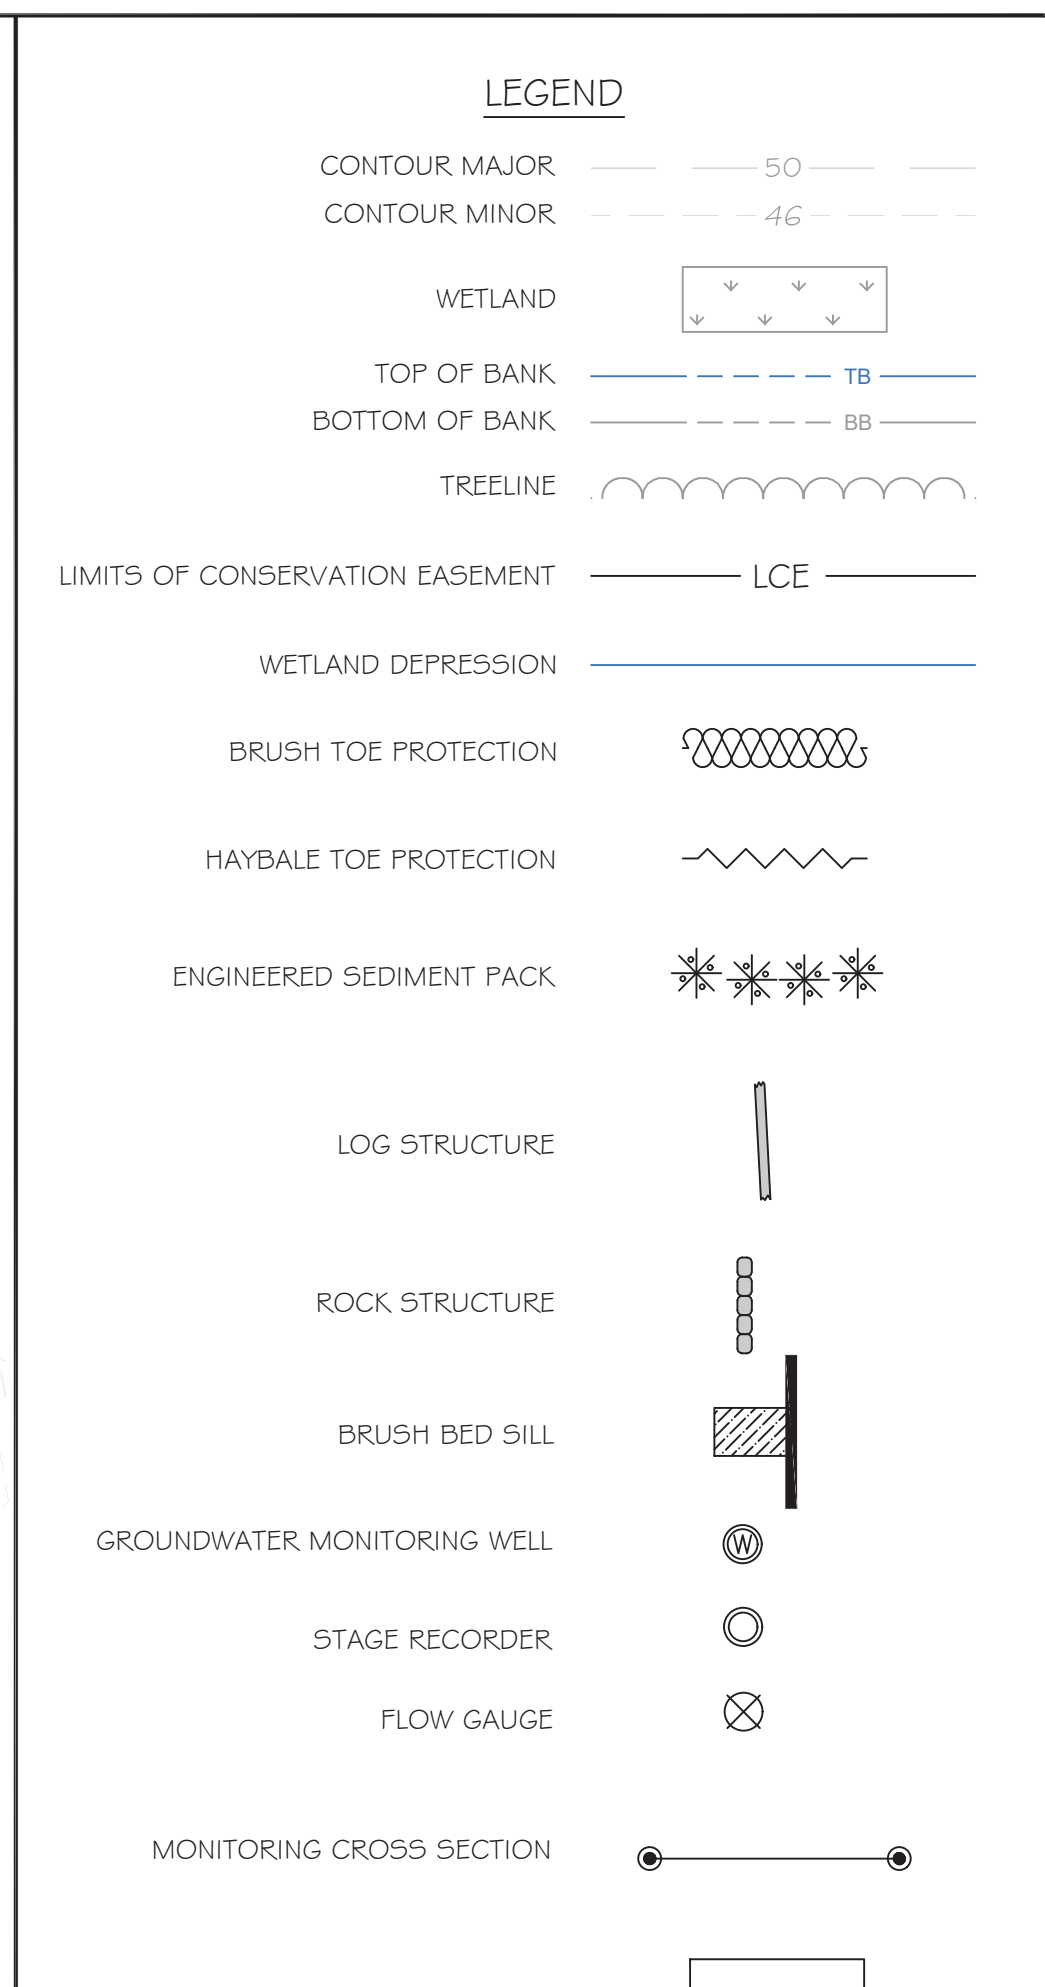 LEGEND
CONTOUR MAJOR 50
CONTOUR MINOR 46
WETLAND
TOP OF BANK TB
BOTTOM OF BANK BB
TREELINE
LIMITS OF CONSERVATION EASEMENT LCE
WETLAND DEPRESSION
BRUSH TOE PROTECTION
HAYBALE TOE PROTECTION
ENGINEERED SEDIMENT PACK
LOG STRUCTURE
ROCK STRUCTURE
BRUSH BED SILL
GROUNDWATER MONITORING WELL W
STAGE RECORDER
FLOW GAUGE
MONITORING CROSS SECTION